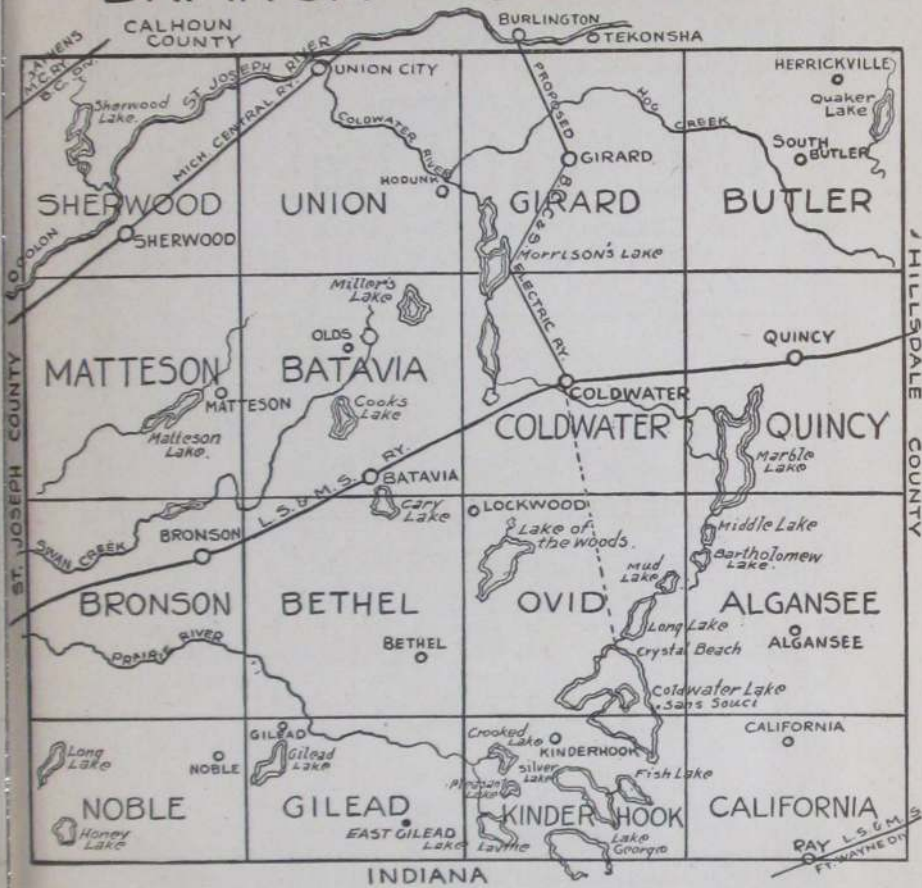 CALHOUN
COUNTY
BURLINGTON
TEKONSHA
ATHENS
M.C.RY.
B.C. DIV.
ST JOSEPH RIVER
UNION CITY
PROPOSED
HERRICKVILLE
Sherwood
Lake.
MICH CENTRAL RY.
COLDWATER
RIVER
HOG
CREEK
Quaker
Lake
SOUTH
BUTLER
GIRARD
HODUNK
SHERWOOD
UNION
GIRARD
BUTLER
COLON
SHERWOOD
Morrison's Lake
ELECTRIC RY.
HILLSDALE COUNTY
Miller's
Lake
OLDS
QUINCY
MATTESON
BATAVIA
MATTESON
Cooks
Lake
COLDWATER
COLDWATER
QUINCY
Matteson
Lake.
Marble
Lake
ST. JOSEPH COUNTY
L.S.& M.S. RY.
BATAVIA
Cary
Lake
LOCKWOOD
Lake of
the Woods.
Middle Lake
Bartholomew
Lake.
SWAN CREEK
BRONSON
Mud
Lake
BRONSON
BETHEL
OVID
ALGANSEE
Long Lake
ALGANSEE
PRAIRIE RIVER
BETHEL
Crystal Beach
Coldwater Lake
Sans Souci
GILEAD
Crooked
Lake
KINDERHOOK
CALIFORNIA
Long
Lake
NOBLE
Gilead
Lake
Silver
Lake
Fish Lake
Pleasant
Lake
NOBLE
GILEAD
KINDERHOOK
CALIFORNIA
Honey
Lake
EAST GILEAD
Lake
Lavine
Lake
George
RAY
L.S.& M.S.
FT. WAYNE DIV.
INDIANA